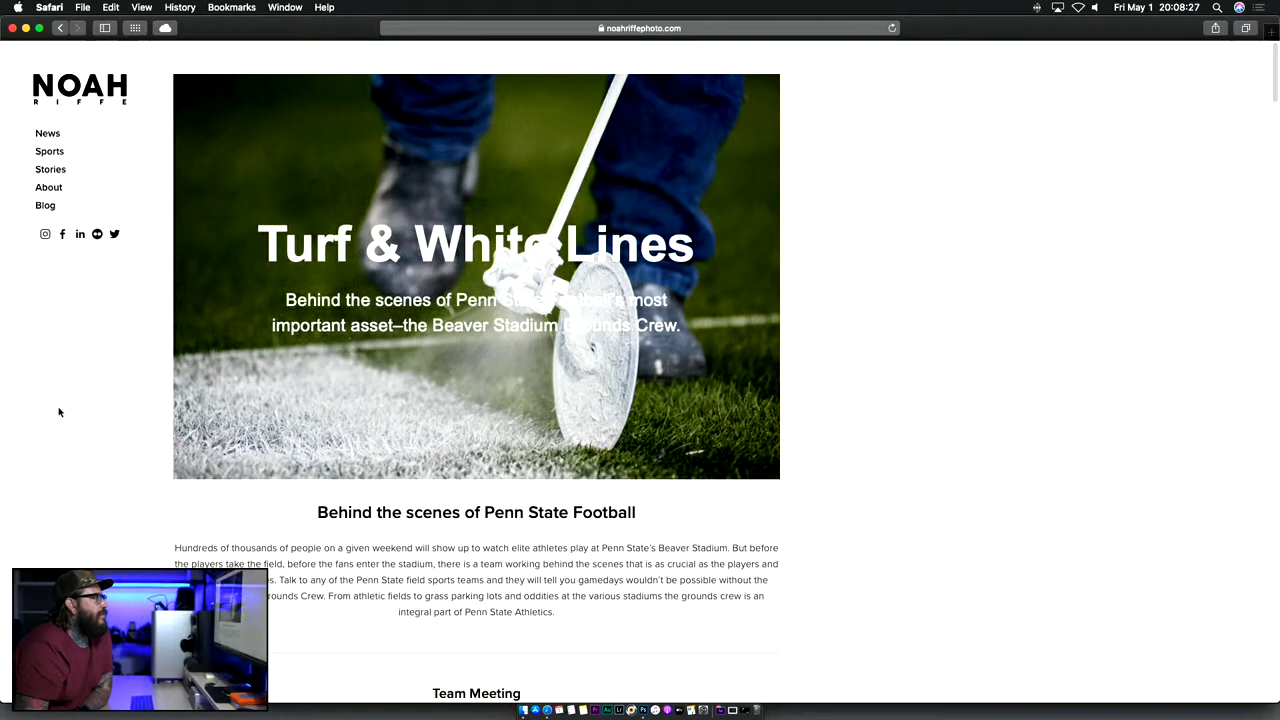 Safari File Edit View History Bookmarks Window Help
Fri May 1 20:08:27
noahriffephoto.com
NOAH
RIFFE
News
Sports
Stories
About
Blog
Turf & White Lines
Behind the scenes of Penn State Football's most
important asset–the Beaver Stadium Grounds Crew.
Behind the scenes of Penn State Football
Hundreds of thousands of people on a given weekend will show up to watch elite athletes play at Penn State's Beaver Stadium. But before
the players take the field, before the fans enter the stadium, there is a team working behind the scenes that is as crucial as the players and
Talk to any of the Penn State field sports teams and they will tell you gamedays wouldn't be possible without the
Crew. From athletic fields to grass parking lots and oddities at the various stadiums the grounds crew is an
integral part of Penn State Athletics.
Team Meeting